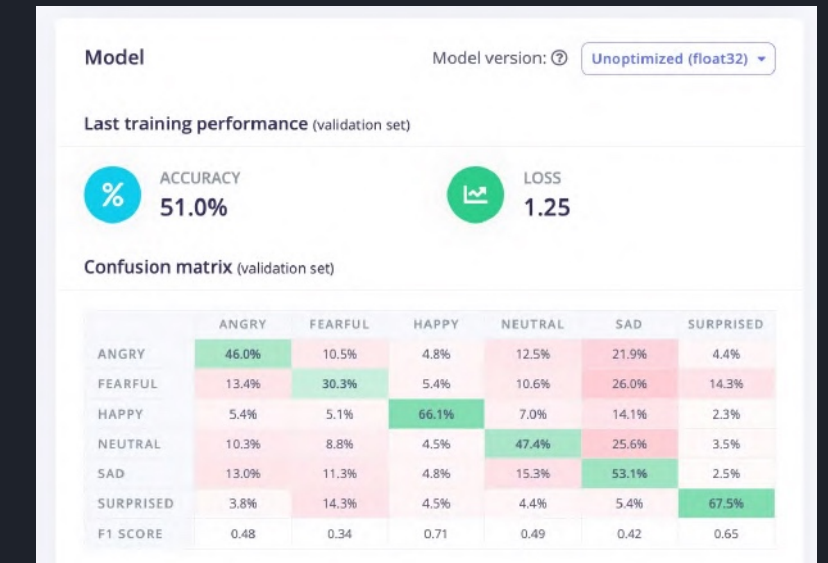 Model
Model version: Unoptimized (float32)
Last training performance (validation set)
%
ACCURACY
51.0%
LOSS
1.25
Confusion matrix (validation set)
ANGRY FEARFUL HAPPY NEUTRAL SAD SURPRISED
ANGRY 46.0% 10.5% 4.8% 12.5% 21.9% 4.4%
FEARFUL 13.4% 30.3% 5.4% 10.6% 26.0% 14.3%
HAPPY 5.4% 5.1% 66.1% 7.0% 14.1% 2.3%
NEUTRAL 10.3% 8.8% 4.5% 47.4% 25.6% 3.5%
SAD 13.0% 11.3% 4.8% 15.3% 53.1% 2.5%
SURPRISED 3.8% 14.3% 4.5% 4.4% 5.4% 67.5%
F1 SCORE 0.48 0.34 0.71 0.49 0.42 0.65